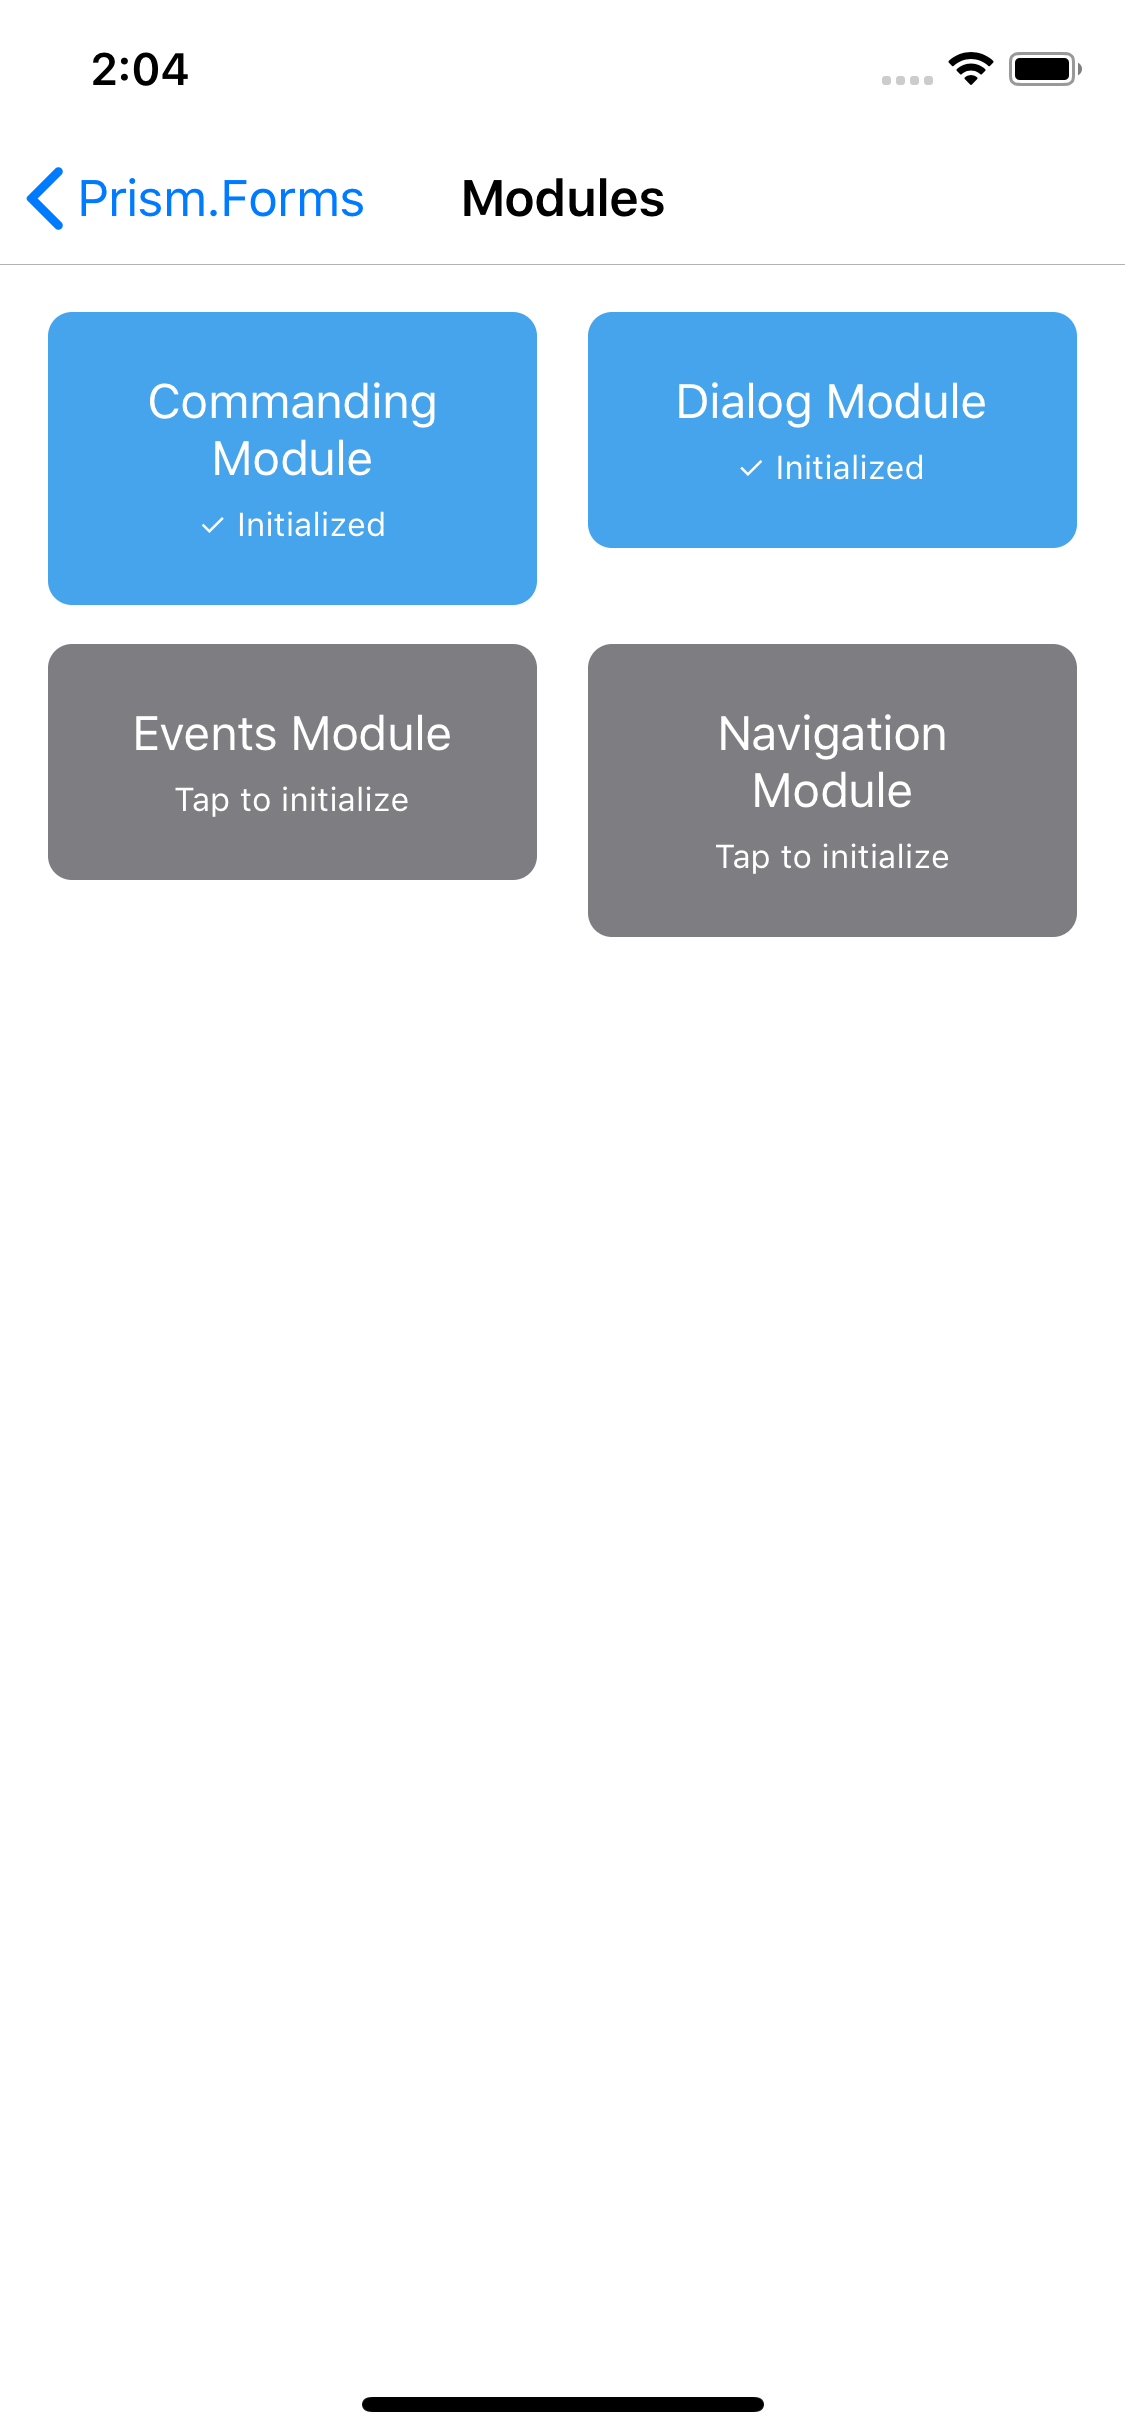 2:04
Prism.Forms
Modules
Commanding
Module
✓ Initialized
Dialog Module
✓ Initialized
Events Module
Tap to initialize
Navigation
Module
Tap to initialize